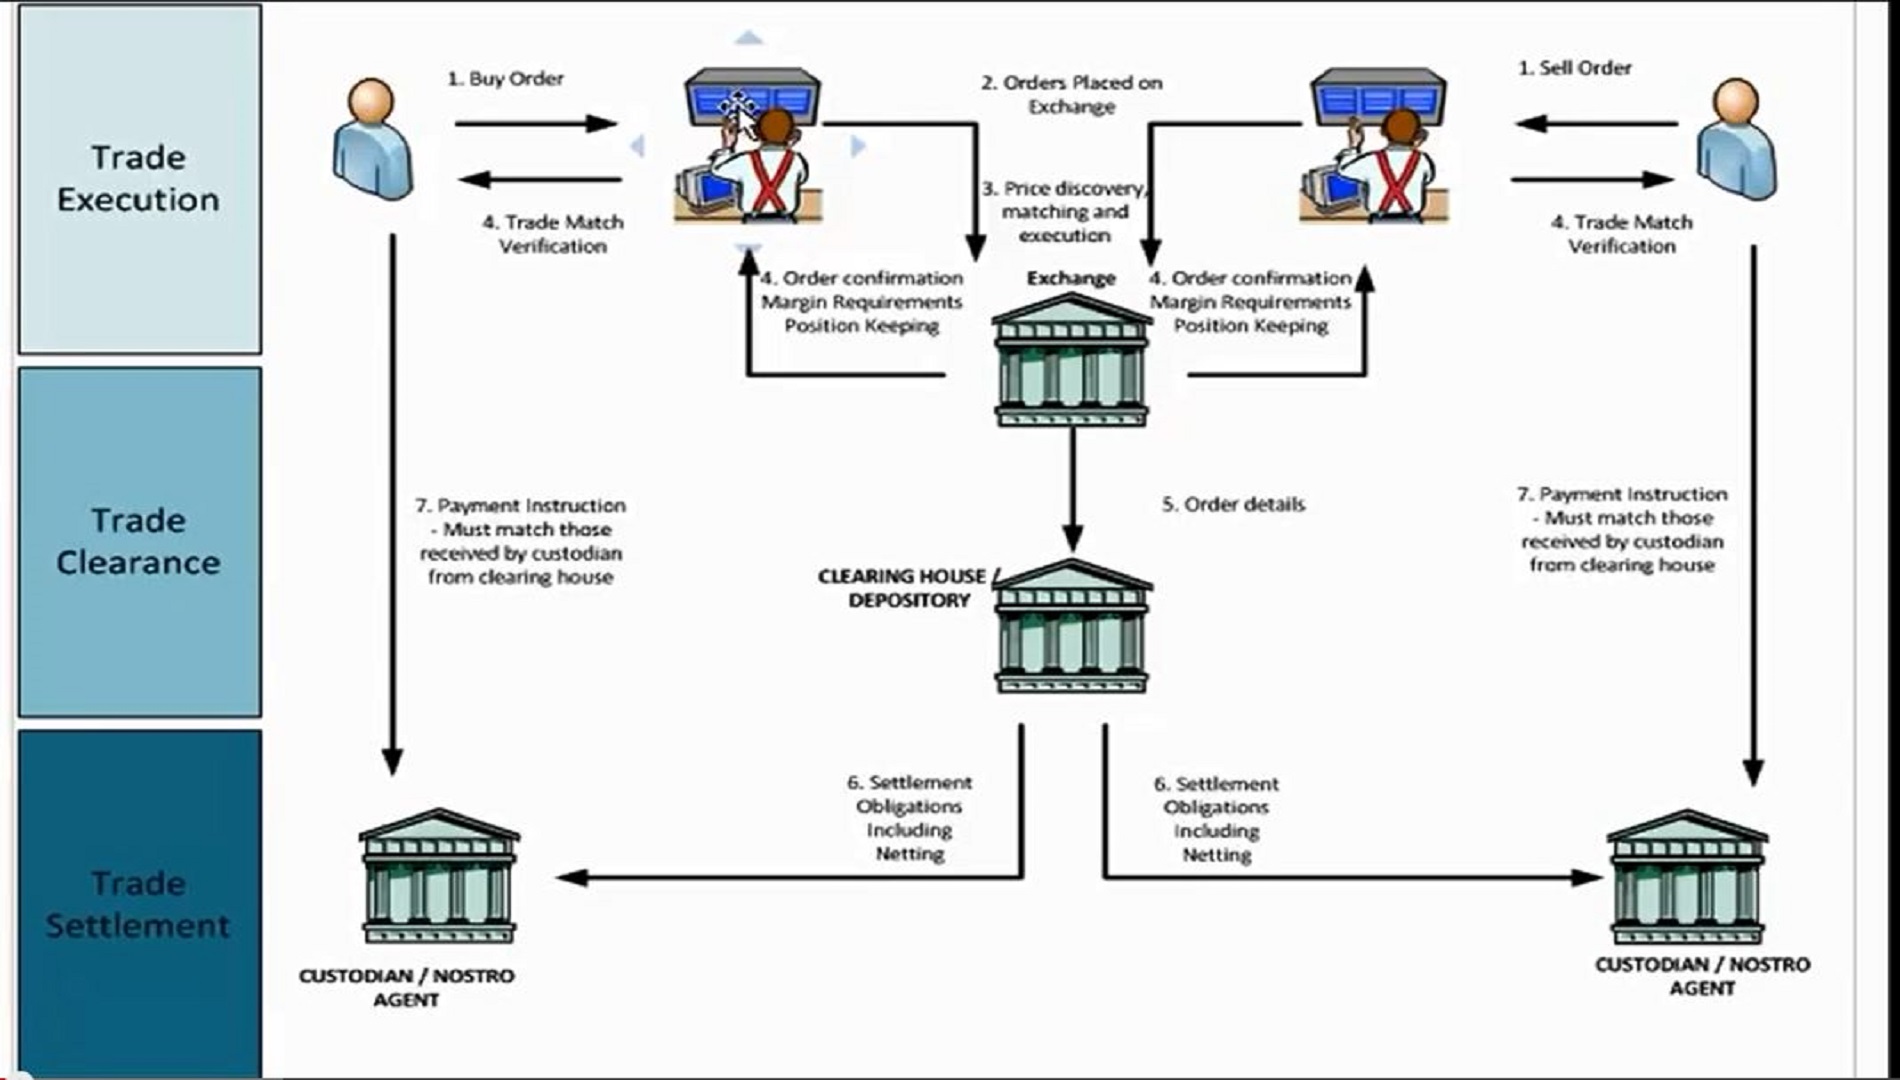 Trade
Execution
1. Buy Order
4. Trade Match
Verification
2. Orders Placed on
Exchange
3. Price discovery,
matching and
execution
1. Sell Order
4. Trade Match
Verification
4. Order confirmation
Margin Requirements
Position Keeping
Exchange
4. Order confirmation
Margin Requirements
Position Keeping
Trade
Clearance
7. Payment Instruction
- Must match those
received by custodian
from clearing house
5. Order details
7. Payment Instruction
- Must match those
received by custodian
from clearing house
CLEARING HOUSE /
DEPOSITORY
Trade
Settlement
6. Settlement
Obligations
Including
Netting
6. Settlement
Obligations
Including
Netting
CUSTODIAN / NOSTRO
AGENT
CUSTODIAN / NOSTRO
AGENT